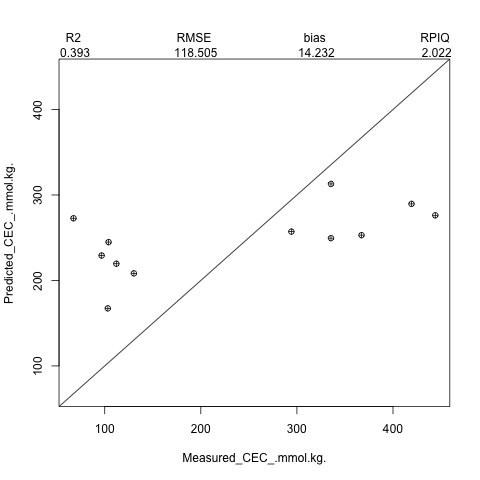 R2 RMSE bias RPIQ
0.393 118.505 14.232 2.022
400
300
200
100
Predicted_CEC_.mmol.kg.
100 200 300 400
Measured_CEC_.mmol.kg.